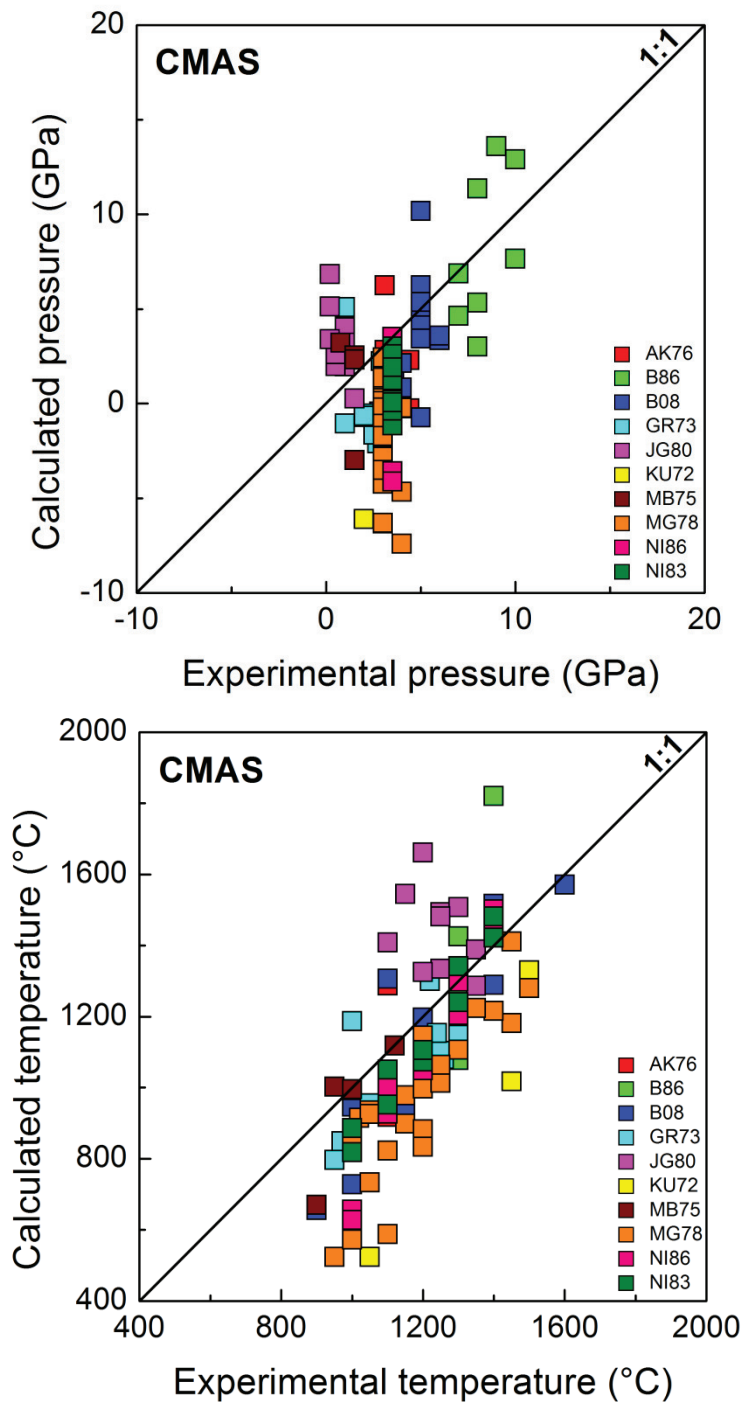 20
CMAS
1:1
10
0
-10
Calculated pressure (GPa)
AK76
B86
B08
GR73
JG80
KU72
MB75
MG78
NI86
NI83
-10
0
10
20
Experimental pressure (GPa)
2000
CMAS
1:1
1600
1200
800
400
Calculated temperature (°C)
AK76
B86
B08
GR73
JG80
KU72
MB75
MG78
NI86
NI83
400
800
1200
1600
2000
Experimental temperature (°C)